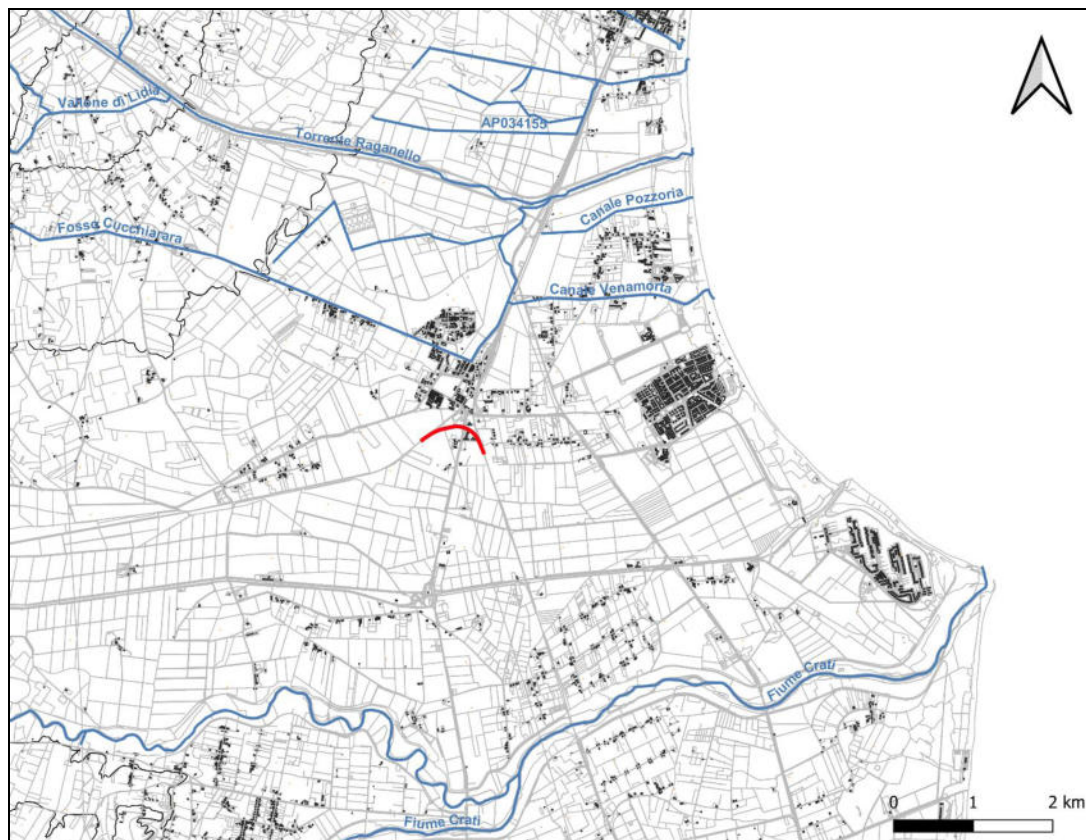 Vallone di Lidia
AP034155
Torrente Raganello
Canale Pozzoria
Fosso Cucchiarara
Canale Venamorta
Fiume Crati
Fiume Crati
0 1 2 km